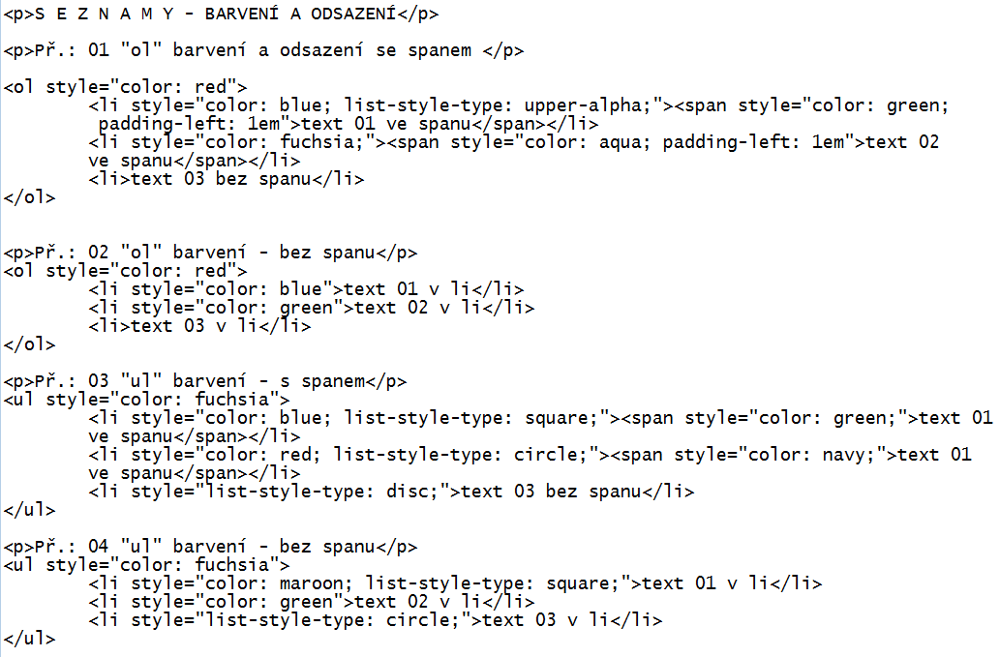 <p>S E Z N A M Y - BARVENÍ A ODSAZENÍ</p>
<p>Př.: 01 "ol" barvení a odsazení se spanem </p>
<ol style="color: red">
<li style="color: blue; list-style-type: upper-alpha;"><span style="color: green;
padding-left: 1em">text 01 ve spanu</span></li>
<li style="color: fuchsia;"><span style="color: aqua; padding-left: 1em">text 02
ve spanu</span></li>
<li>text 03 bez spanu</li>
</ol>
<p>Př.: 02 "ol" barvení - bez spanu</p>
<ol style="color: red">
<li style="color: blue">text 01 v li</li>
<li style="color: green">text 02 v li</li>
<li>text 03 v li</li>
</ol>
<p>Př.: 03 "ul" barvení - s spanem</p>
<ul style="color: fuchsia">
<li style="color: blue; list-style-type: square;"><span style="color: green;">text 01
ve spanu</span></li>
<li style="color: red; list-style-type: circle;"><span style="color: navy;">text 01
ve spanu</span></li>
<li style="list-style-type: disc;">text 03 bez spanu</li>
</ul>
<p>Př.: 04 "ul" barvení - bez spanu</p>
<ul style="color: fuchsia">
<li style="color: maroon; list-style-type: square;">text 01 v li</li>
<li style="color: green">text 02 v li</li>
<li style="list-style-type: circle;">text 03 v li</li>
</ul>